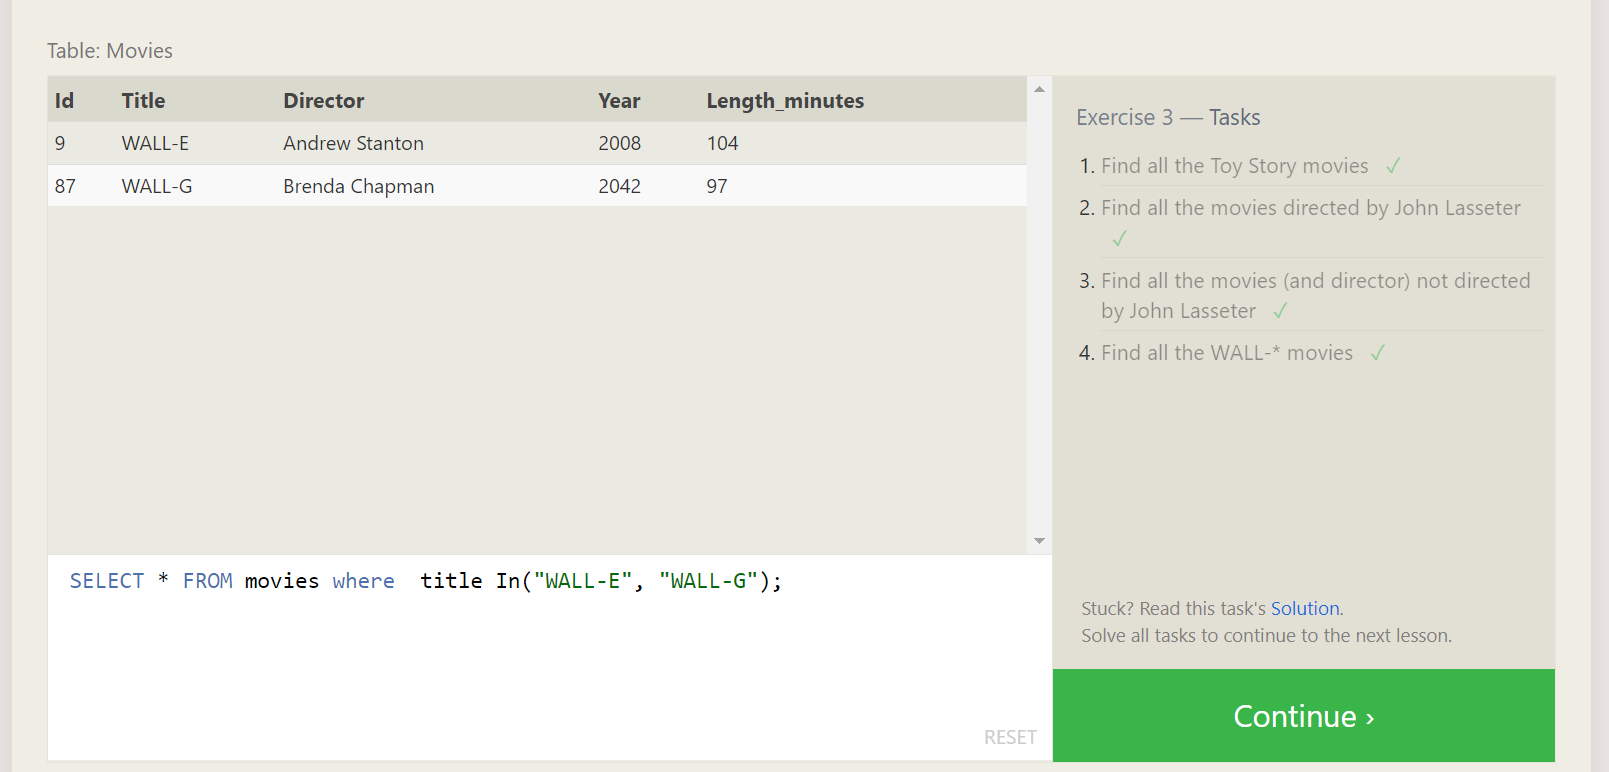 Table: Movies
Id Title Director Year Length_minutes
9 WALL-E Andrew Stanton 2008 104
87 WALL-G Brenda Chapman 2042 97
SELECT * FROM movies where  title In("WALL-E", "WALL-G");
RESET
Exercise 3 — Tasks
1. Find all the Toy Story movies ✓
2. Find all the movies directed by John Lasseter
✓
3. Find all the movies (and director) not directed
by John Lasseter ✓
4. Find all the WALL-* movies ✓
Stuck? Read this task's Solution.
Solve all tasks to continue to the next lesson.
Continue ›